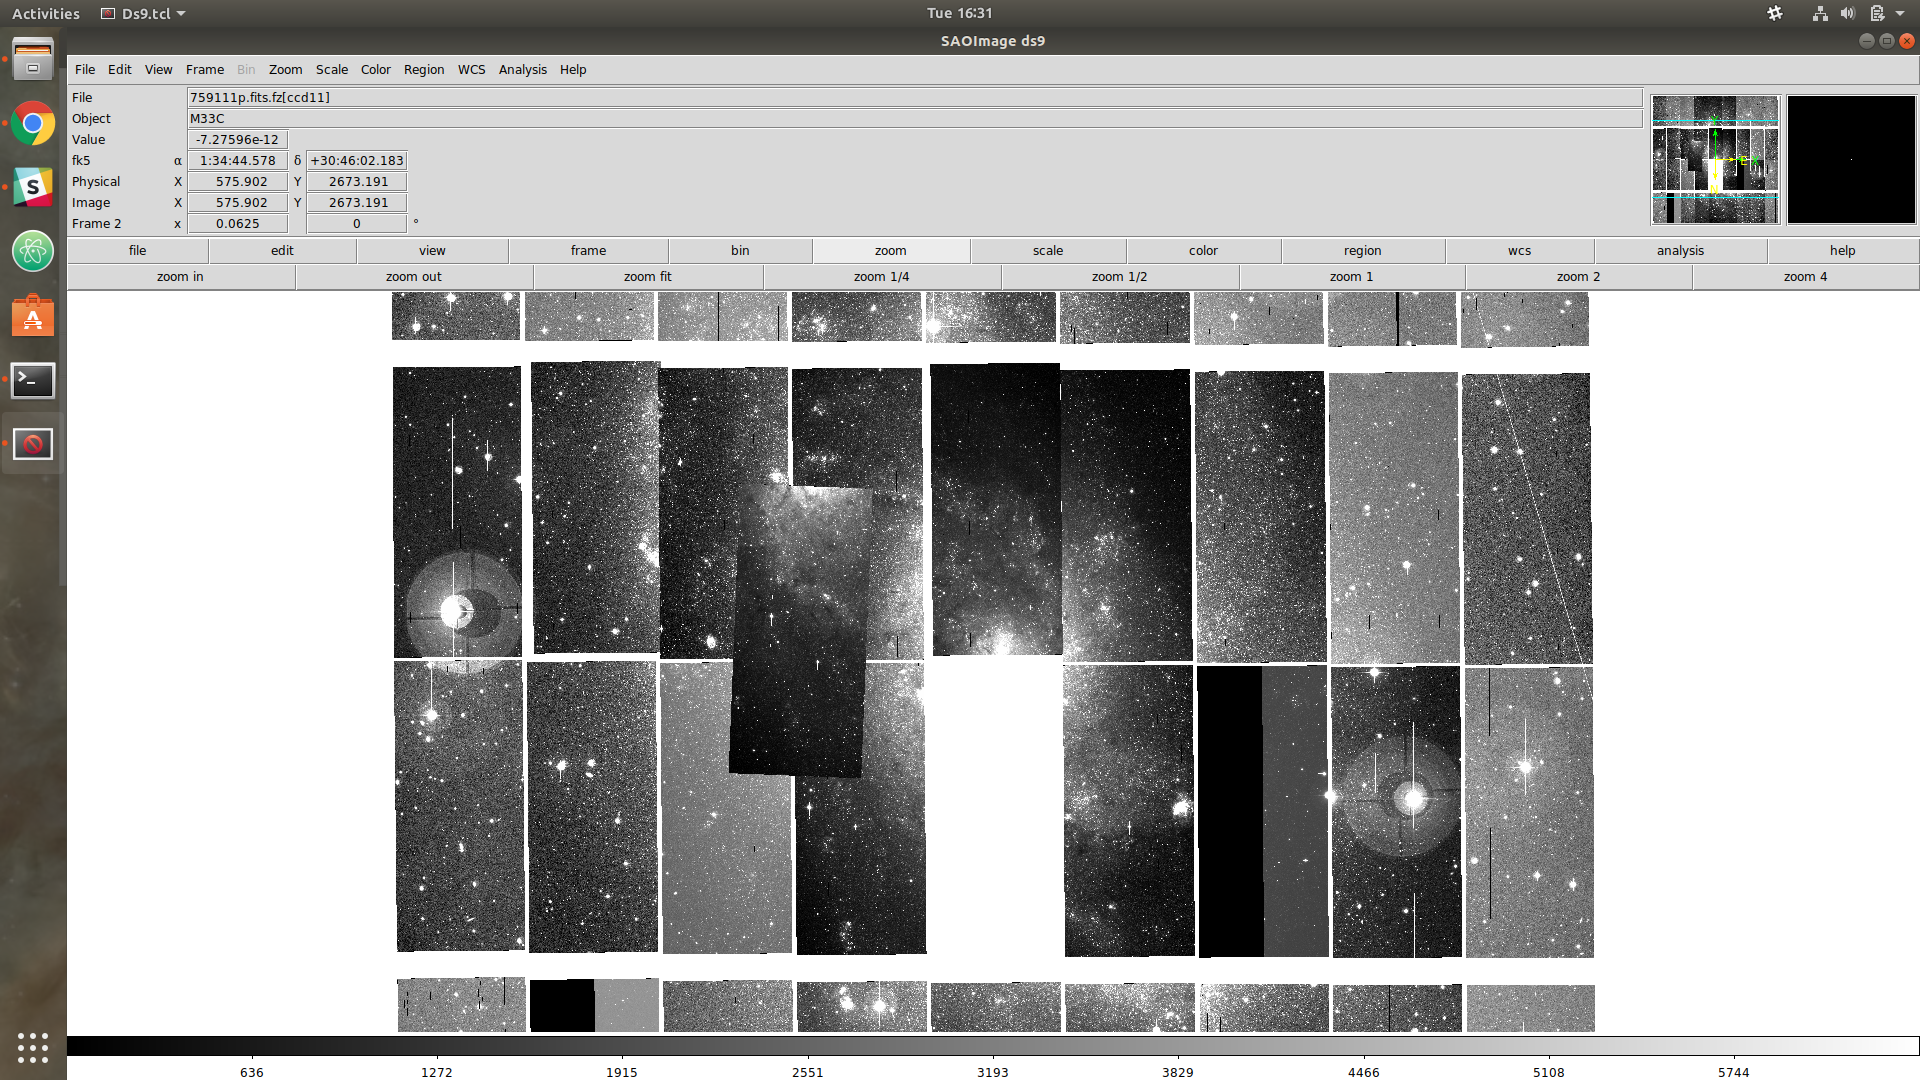 Activities Ds9.tcl Tue 16:31
SAOImage ds9
File Edit View Frame Bin Zoom Scale Color Region WCS Analysis Help
File 759111p.fits.fz[ccd11]
Object M33C
Value -7.27596e-12
fk5 α 1:34:44.578 δ +30:46:02.183
Physical X 575.902 Y 2673.191
Image X 575.902 Y 2673.191
Frame 2 x 0.0625 0 °
file edit view frame bin zoom scale color region wcs analysis help
zoom in zoom out zoom fit zoom 1/4 zoom 1/2 zoom 1 zoom 2 zoom 4
636 1272 1915 2551 3193 3829 4466 5108 5744